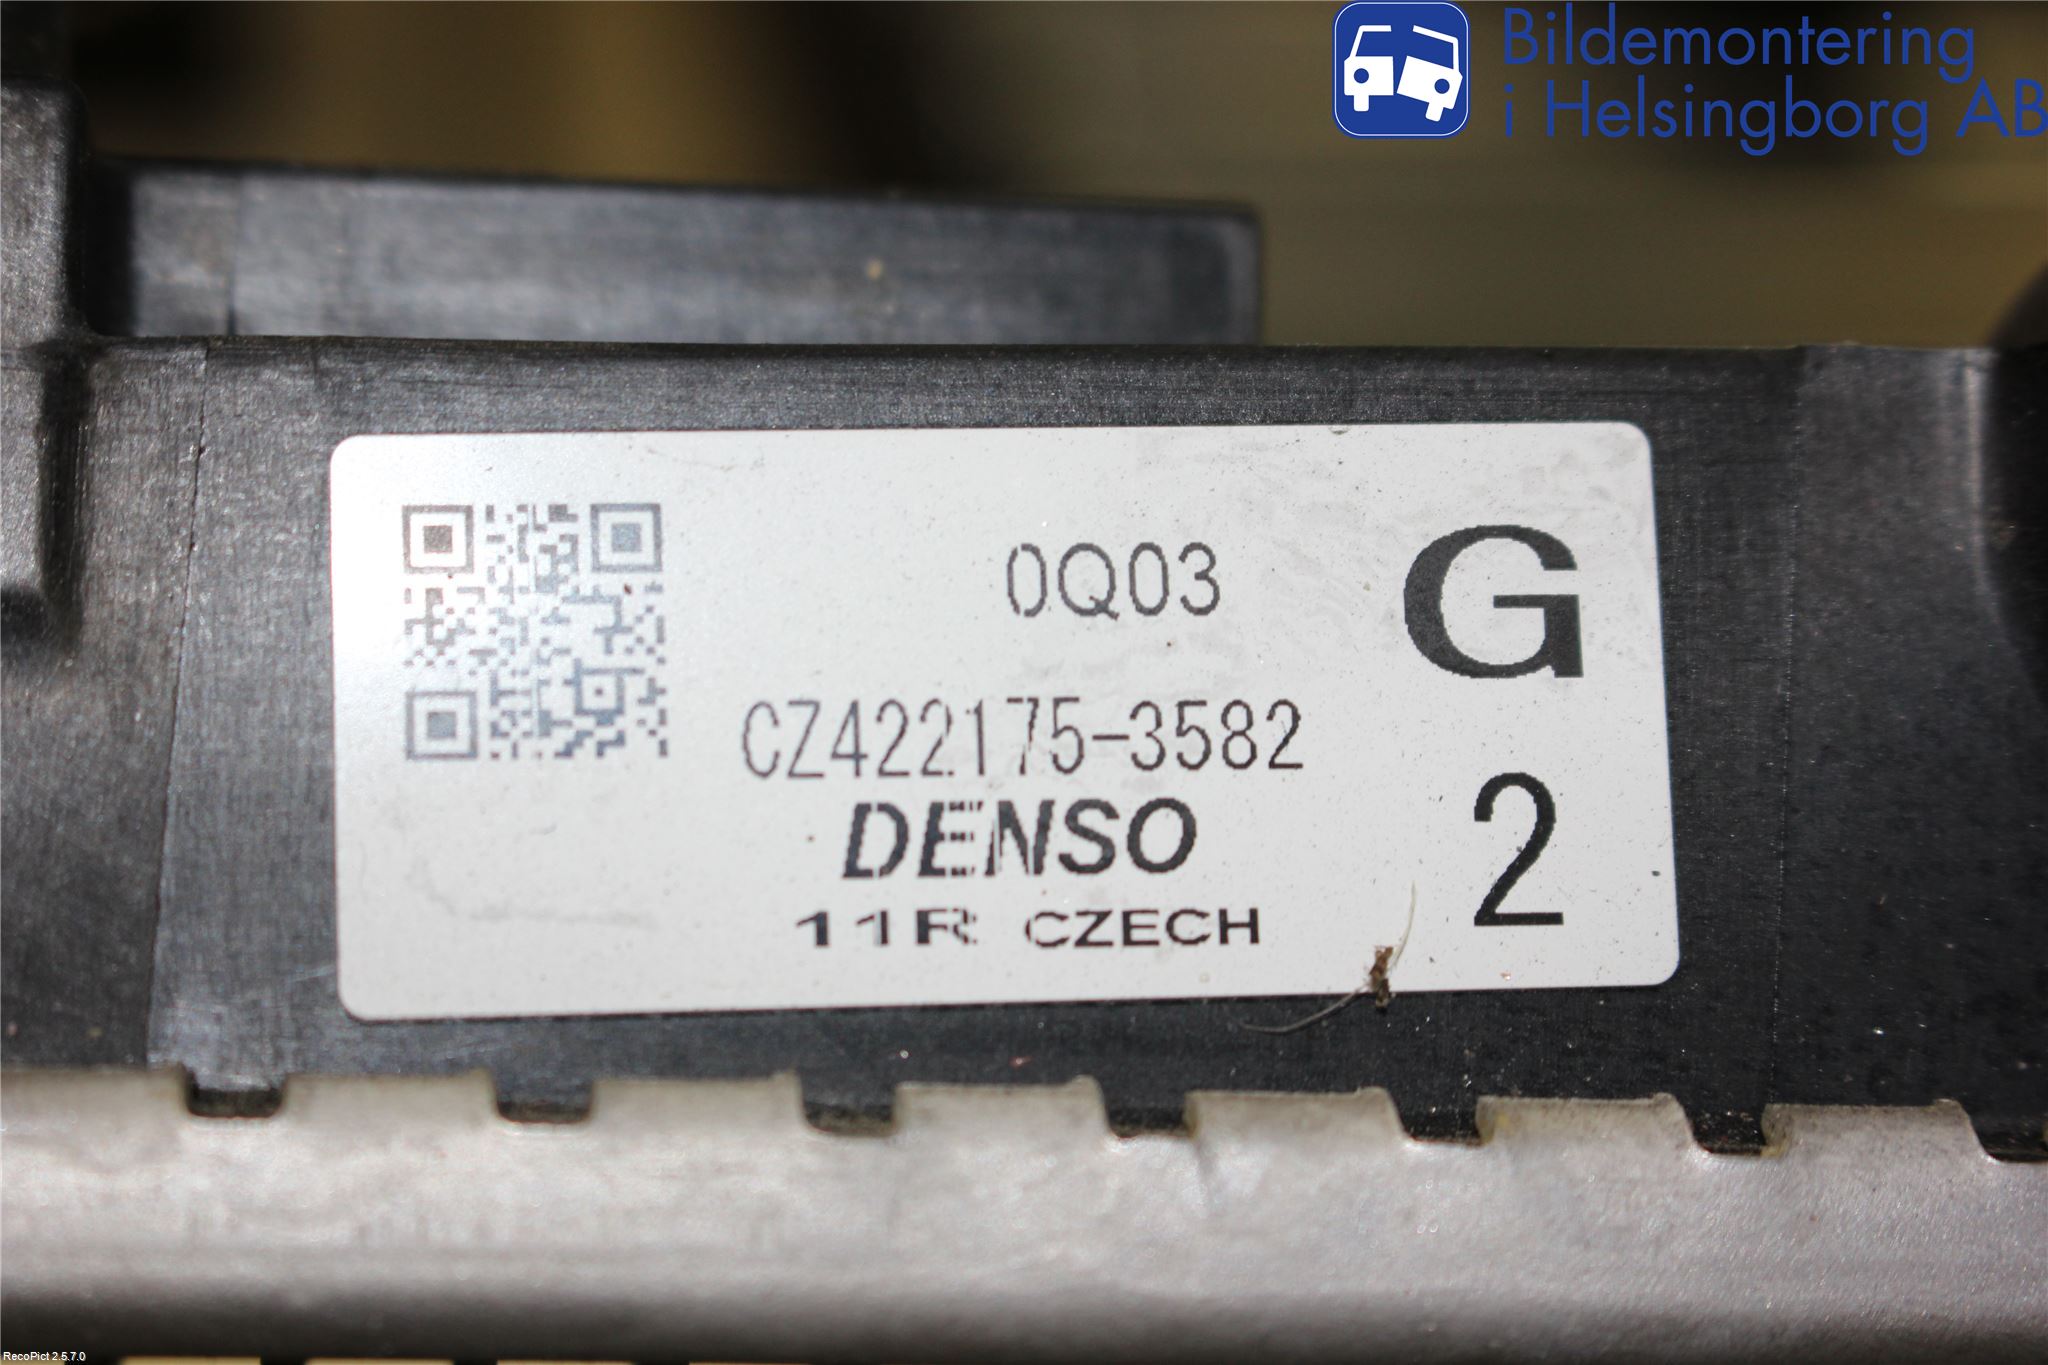 Bildemontering
i Helsingborg AB
0Q03
G
CZ422175-3582
2
DENSO
11R CZECH
RecoPict 2.5.7.0